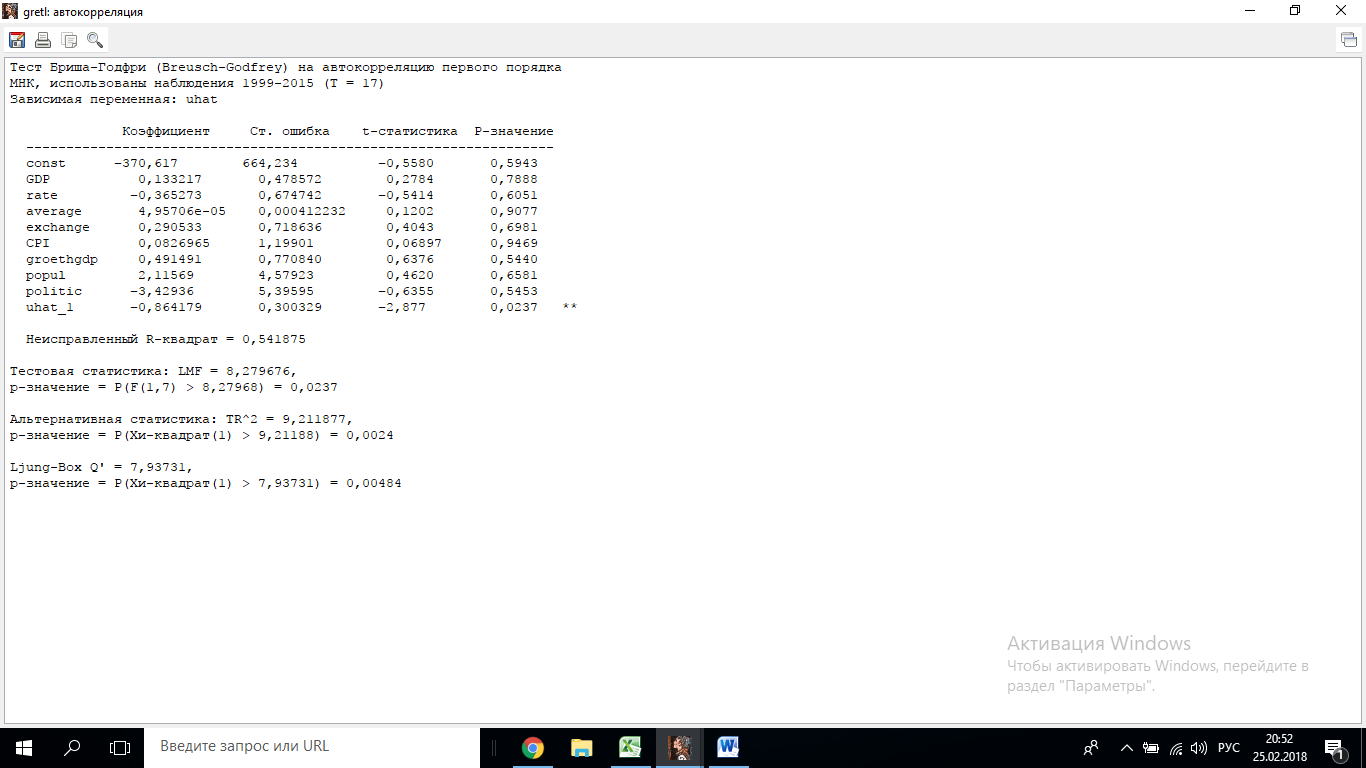 gretl: автокорреляция
Тест Бриша-Годфри (Breusch-Godfrey) на автокорреляцию первого порядка
МНК, использованы наблюдения 1999-2015 (T = 17)
Зависимая переменная: uhat
Коэффициент Ст. ошибка t-статистика P-значение
-------------------------------------------------------------------
const -370,617 664,234 -0,5580 0,5943
GDP 0,133217 0,478572 0,2784 0,7888
rate -0,365273 0,674742 -0,5414 0,6051
average 4,95706e-05 0,000412232 0,1202 0,9077
exchange 0,290533 0,718636 0,4043 0,6981
CPI 0,0826965 1,19901 0,06897 0,9469
groethgdp 0,491491 0,770840 0,6376 0,5440
popul 2,11569 4,57923 0,4620 0,6581
politic -3,42936 5,39595 -0,6355 0,5453
uhat_1 -0,864179 0,300329 -2,877 0,0237 **
Неисправленный R-квадрат = 0,541875
Тестовая статистика: LMF = 8,279676,
р-значение = P(F(1,7) > 8,27968) = 0,0237
Альтернативная статистика: TR^2 = 9,211877,
р-значение = P(Хи-квадрат(1) > 9,21188) = 0,0024
Ljung-Box Q' = 7,93731,
р-значение = P(Хи-квадрат(1) > 7,93731) = 0,00484
Активация Windows
Чтобы активировать Windows, перейдите в
раздел "Параметры".
Введите запрос или URL
РУС
20:52
25.02.2018
1